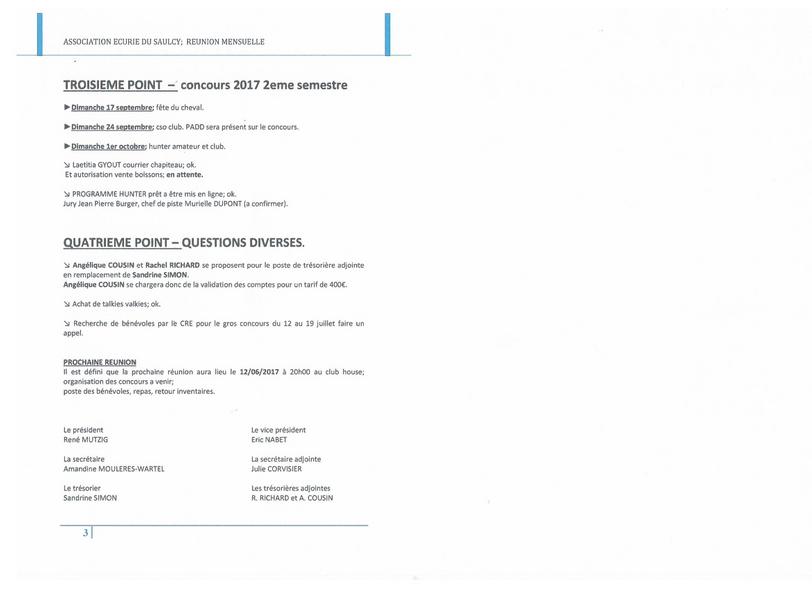 ASSOCIATION ECURIE DU SAULCY; REUNION MENSUELLE
TROISIEME POINT – concours 2017 2eme semestre
►Dimanche 17 septembre; fête du cheval.
►Dimanche 24 septembre; cso club. PADD sera présent sur le concours.
►Dimanche 1er octobre; hunter amateur et club.
↘ Laetitia GYOUT courrier chapiteau; ok.
Et autorisation vente boissons; en attente.
↘ PROGRAMME HUNTER prêt a être mis en ligne; ok.
Jury Jean Pierre Burger, chef de piste Murielle DUPONT (a confirmer).
QUATRIEME POINT – QUESTIONS DIVERSES.
↘ Angélique COUSIN et Rachel RICHARD se proposent pour le poste de trésorière adjointe
en remplacement de Sandrine SIMON.
Angélique COUSIN se chargera donc de la validation des comptes pour un tarif de 400€.
↘ Achat de talkies valkies; ok.
↘ Recherche de bénévoles par le CRE pour le gros concours du 12 au 19 juillet faire un
appel.
PROCHAINE REUNION
Il est défini que la prochaine réunion aura lieu le 12/06/2017 à 20h00 au club house;
organisation des concours a venir;
poste des bénévoles, repas, retour inventaires.
Le président
René MUTZIG
Le vice président
Eric NABET
La secrétaire
Amandine MOULERES-WARTEL
La secrétaire adjointe
Julie CORVISIER
Le trésorier
Sandrine SIMON
Les trésorières adjointes
R. RICHARD et A. COUSIN
3